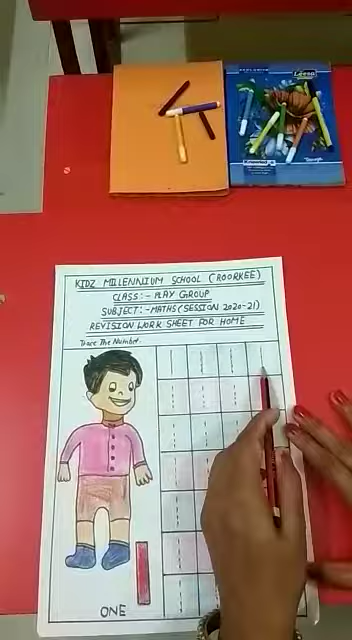 Leesa
KIDZ MILLENNIUM SCHOOL (ROORKEE)
CLASS:- PLAY GROUP
SUBJECT:-MATHS (SESSION 2020-21)
REVISION WORK SHEET FOR HOME
Trace The Number.
ONE